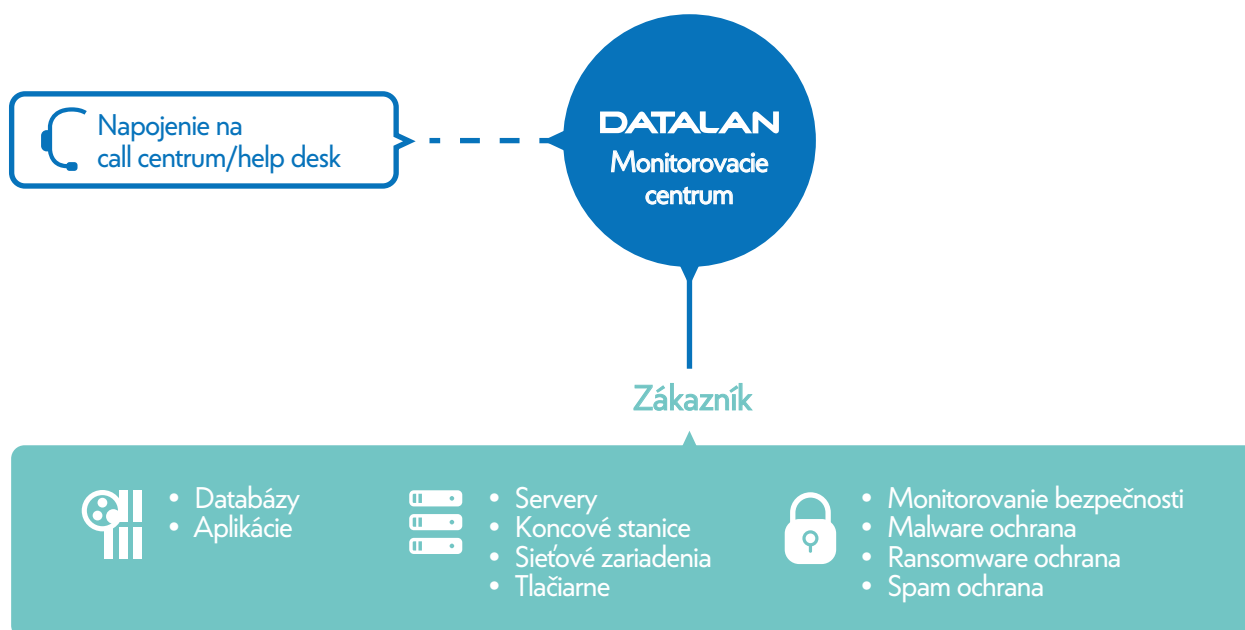 DATALAN
Monitorovacie
centrum
Napojenie na
call centrum/help desk
Zákazník
• Databázy
• Aplikácie
• Servery
• Koncové stanice
• Sieťové zariadenia
• Tlačiarne
• Monitorovanie bezpečnosti
• Malware ochrana
• Ransomware ochrana
• Spam ochrana